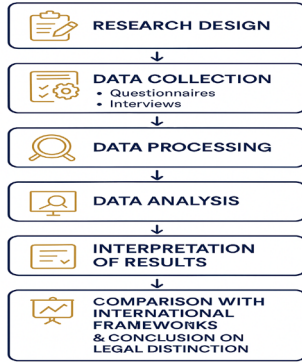 RESEARCH DESIGN
DATA COLLECTION
• Questionnaires
• Interviews
DATA PROCESSING
DATA ANALYSIS
INTERPRETATION
OF RESULTS
COMPARISON WITH
INTERNATIONAL
FRAMEWORKS
& CONCLUSION ON
LEGAL DISTINCTION